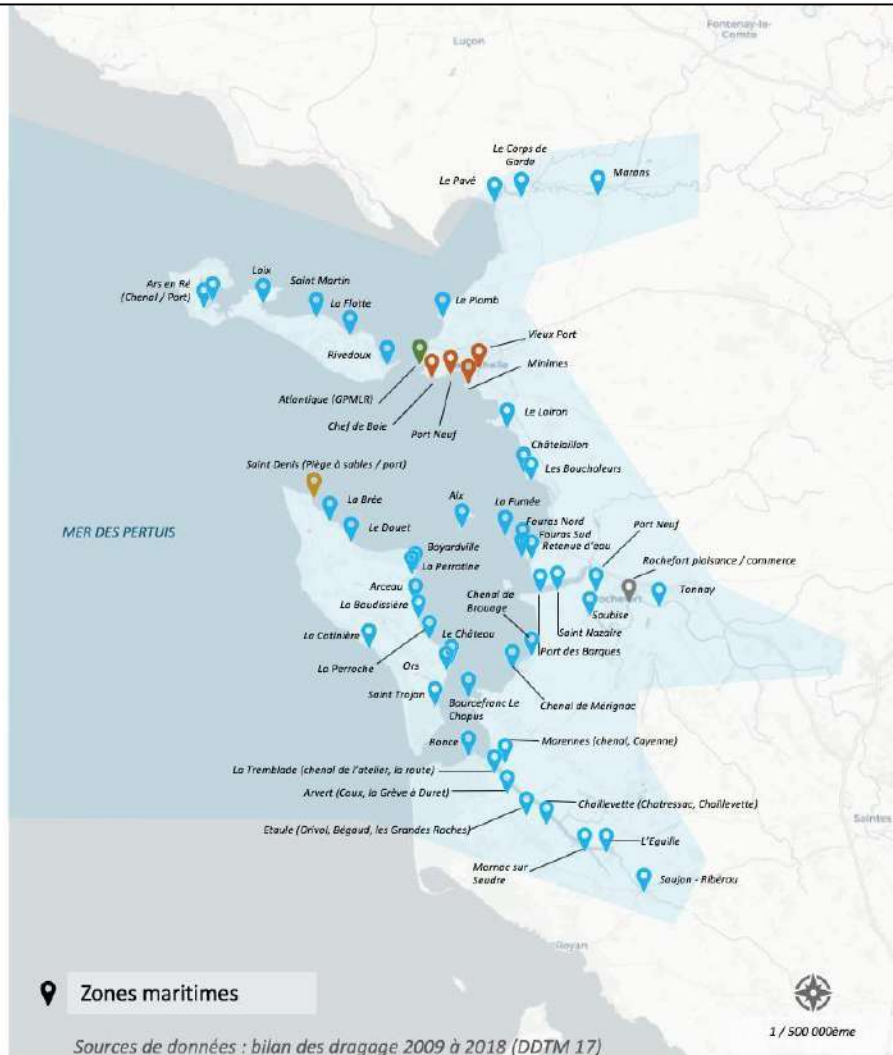 Fontenay-le-
Comte
Luçon
Le Corps de
Garde
Le Pavé
Marans
Ars en Ré
(Chenal / Port)
Loix
Saint Martin
La Flotte
Le Plomb
Rivedoux
Vieux Port
Minimes
Atlantique (GPMLR)
Chef de Baie
Port Neuf
Le Loiron
Châtelaillon
Les Boucholeurs
Saint Denis (Piège à sables / port)
La Brée
Le Douet
Aix
La Fumée
Fouras Nord
Fouras Sud
Retenue d'eau
Port Neuf
Rochefort plaisance / commerce
MER DES PERTUIS
Boyardville
La Perrotine
Arceau
La Baudissière
Chenal de
Brouage
Soubise
Tonnay
La Cotinière
Le Château
Saint Nazaire
La Perroche
Ors
Port des Barques
Saint Trojan
Bourcefranc Le
Chapus
Chenal de Mérignac
Ronce
Marennes (chenal, Cayenne)
La Tremblade (chenal de l'atelier, la route)
Arvert (Coux, la Grève à Duret)
Chaillevette (Chatressac, Chaillevette)
Etaule (Orivol, Bégaud, les Grandes Roches)
Saintes
L'Eguille
Mornac sur
Seudre
Saujon - Ribérou
Royan
Zones maritimes
1 / 500 000ème
Sources de données : bilan des dragage 2009 à 2018 (DDTM 17)